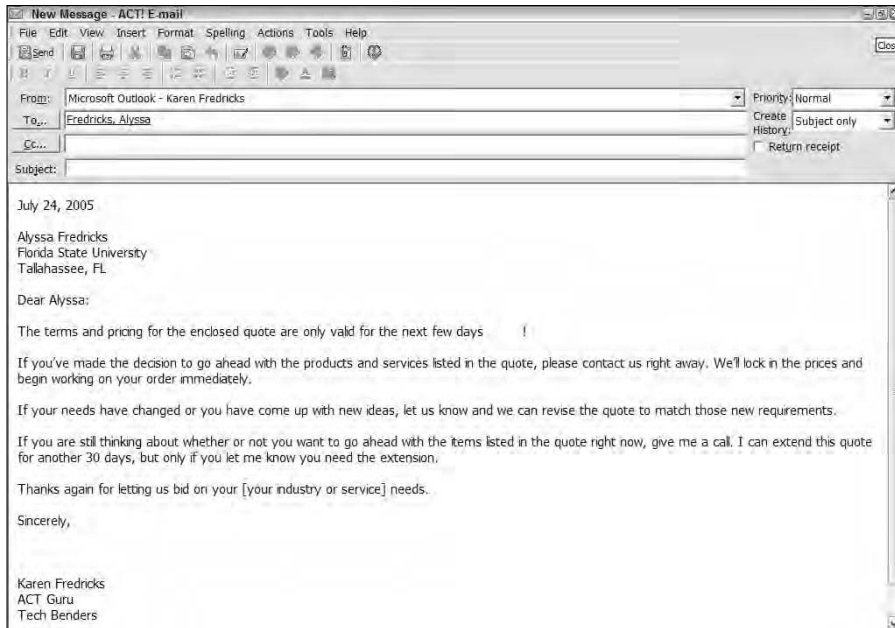 New Message - ACT! E-mail
File Edit View Insert Format Spelling Actions Tools Help
Send
Clos
From: Microsoft Outlook - Karen Fredricks Priority: Normal
To... Fredricks, Alyssa Create History: Subject only
Cc... Return receipt
Subject:
July 24, 2005
Alyssa Fredricks
Florida State University
Tallahassee, FL
Dear Alyssa:
The terms and pricing for the enclosed quote are only valid for the next few days !
If you've made the decision to go ahead with the products and services listed in the quote, please contact us right away. We'll lock in the prices and
begin working on your order immediately.
If your needs have changed or you have come up with new ideas, let us know and we can revise the quote to match those new requirements.
If you are still thinking about whether or not you want to go ahead with the items listed in the quote right now, give me a call. I can extend this quote
for another 30 days, but only if you let me know you need the extension.
Thanks again for letting us bid on your [your industry or service] needs.
Sincerely,
Karen Fredricks
ACT Guru
Tech Benders